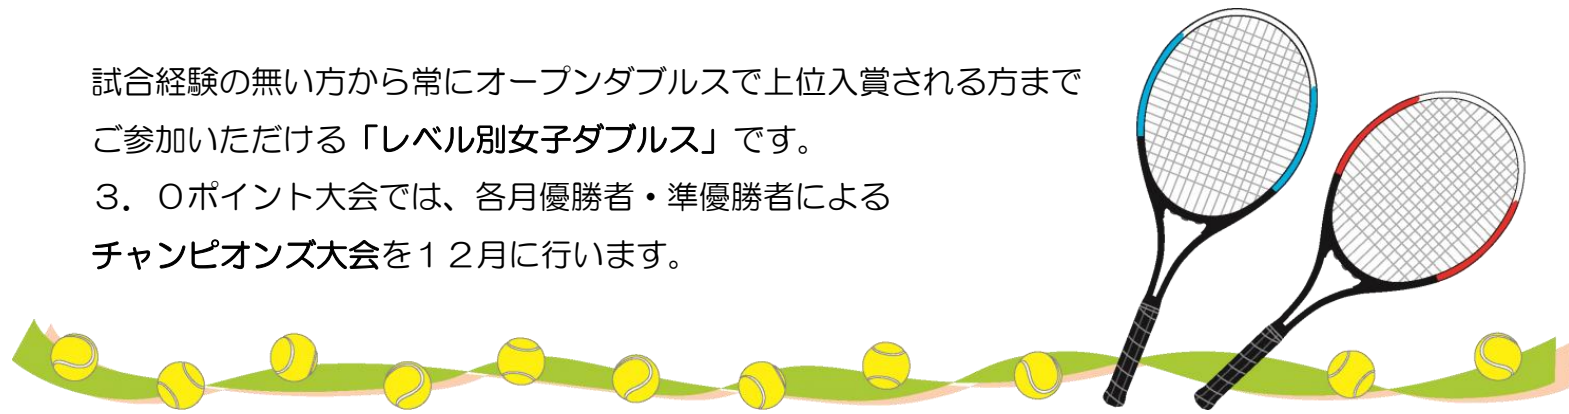 試合経験の無い方から常にオープンダブルスで上位入賞される方まで
ご参加いただける「レベル別女子ダブルス」です。
３．０ポイント大会では、各月優勝者・準優勝者による
チャンピオンズ大会を１２月に行います。